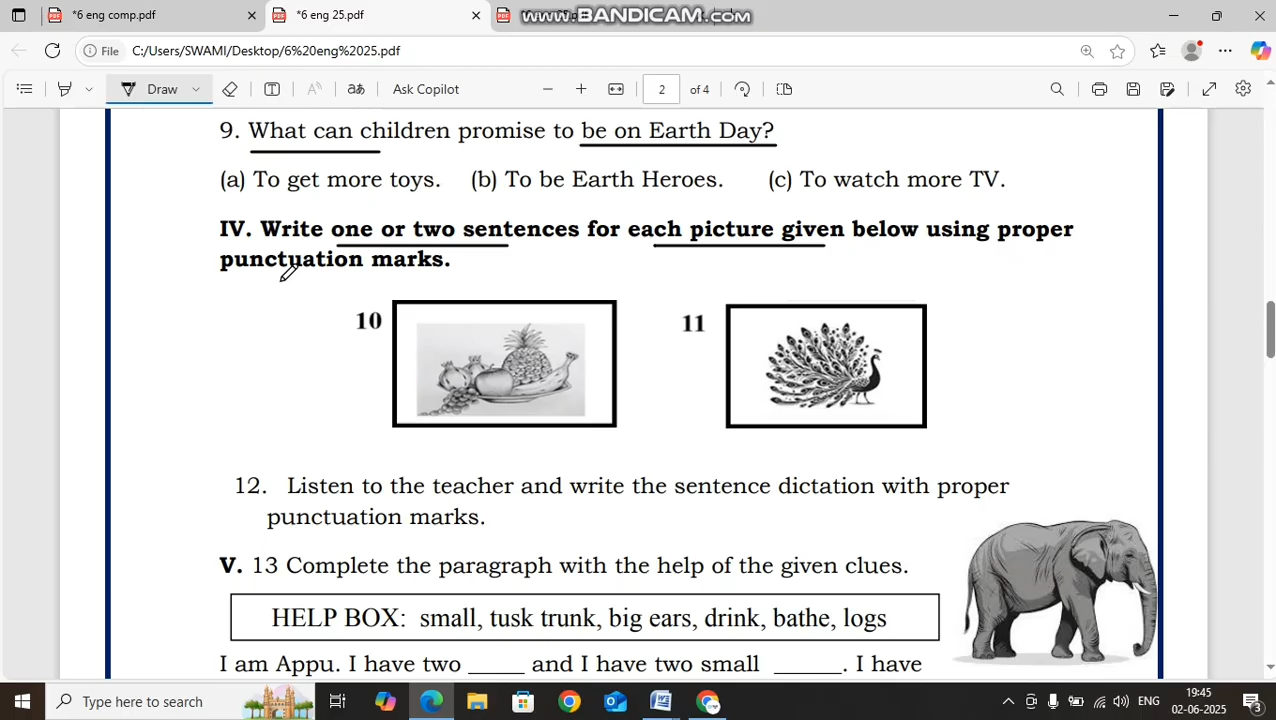 *6 eng comp.pdf
*6 eng 25.pdf
www.BANDICAM.com
File C:/Users/SWAMI/Desktop/6%20eng%2025.pdf
Draw
Ask Copilot
2 of 4
9. What can children promise to be on Earth Day?
(a) To get more toys. (b) To be Earth Heroes. (c) To watch more TV.
IV. Write one or two sentences for each picture given below using proper
punctuation marks.
10
11
12. Listen to the teacher and write the sentence dictation with proper
punctuation marks.
V. 13 Complete the paragraph with the help of the given clues.
HELP BOX: small, tusk trunk, big ears, drink, bathe, logs
I am Appu. I have two _____ and I have two small ______. I have
Type here to search
ENG
19:45
02-06-2025
3